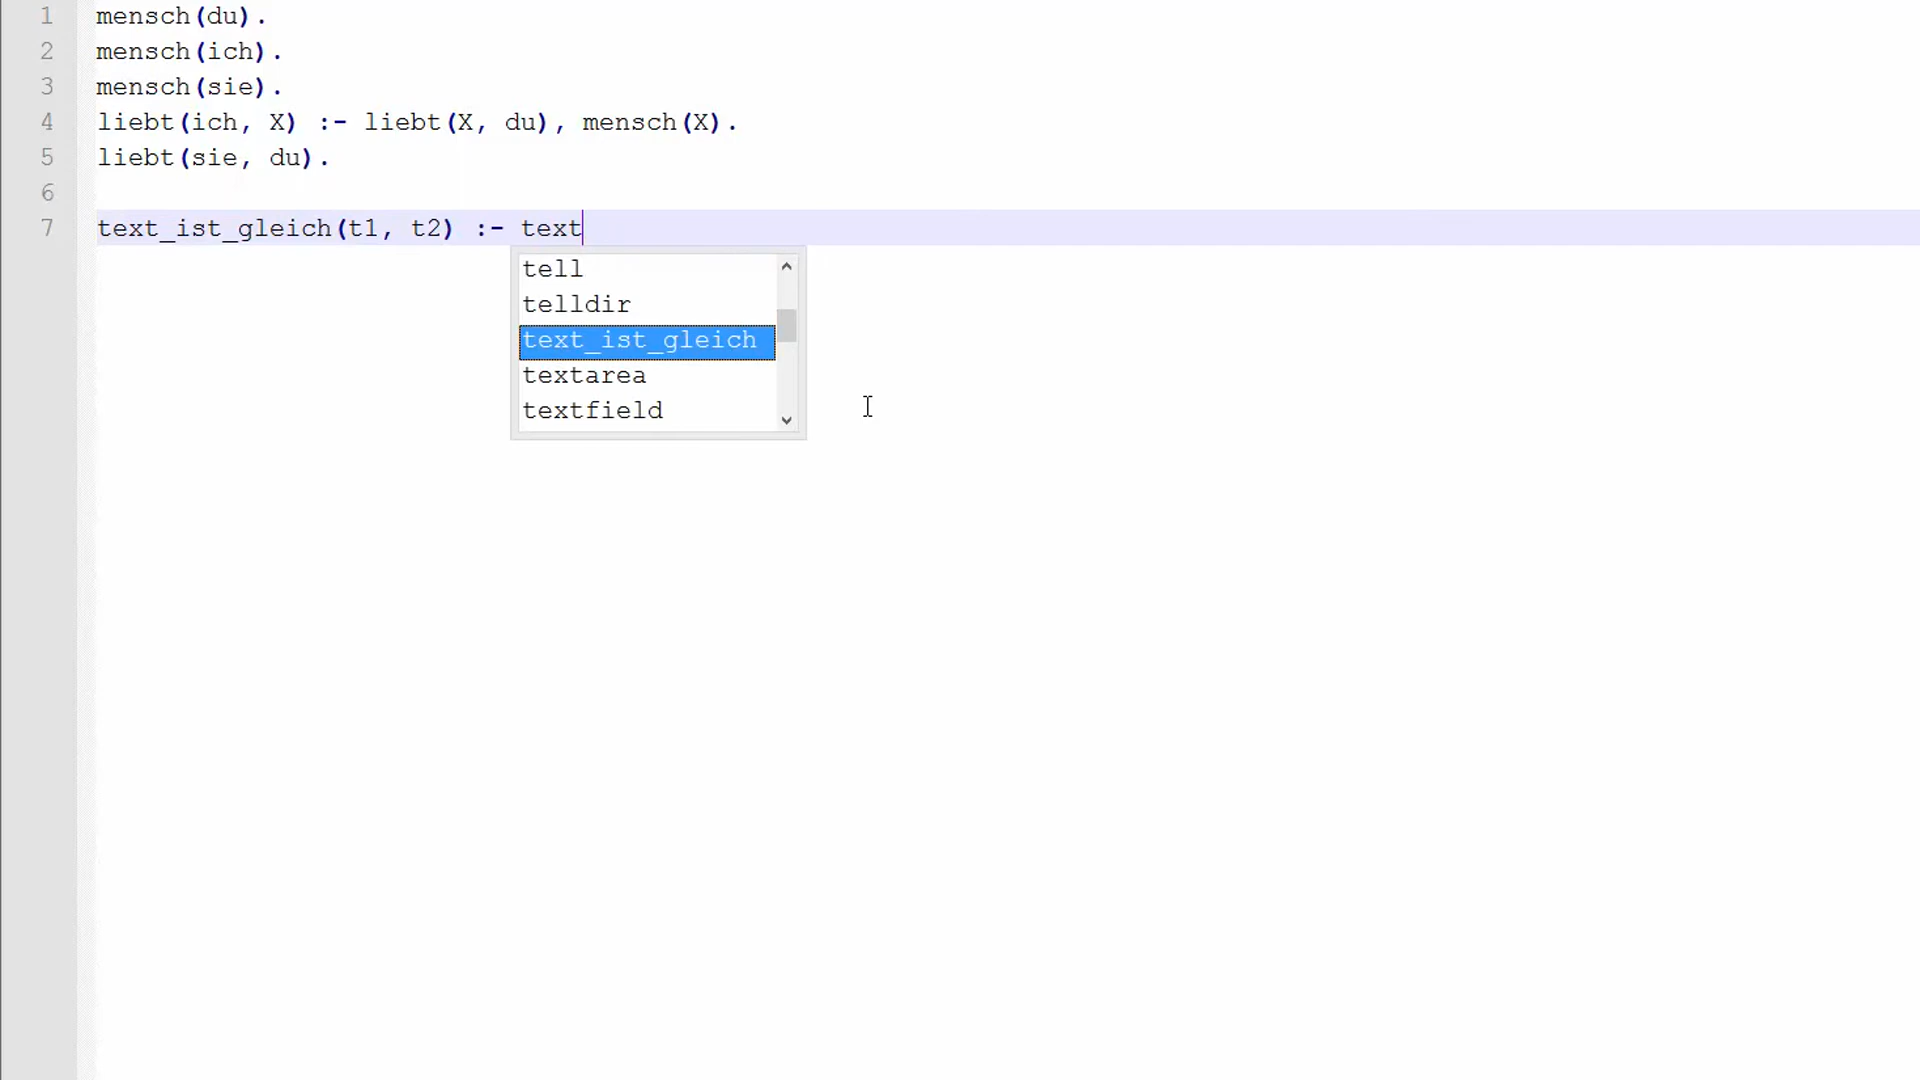 1 mensch(du).
2 mensch(ich).
3 mensch(sie).
4 liebt(ich, X) :- liebt(X, du), mensch(X).
5 liebt(sie, du).
6
7 text_ist_gleich(t1, t2) :- text
tell
telldir
text_ist_gleich
textarea
textfield